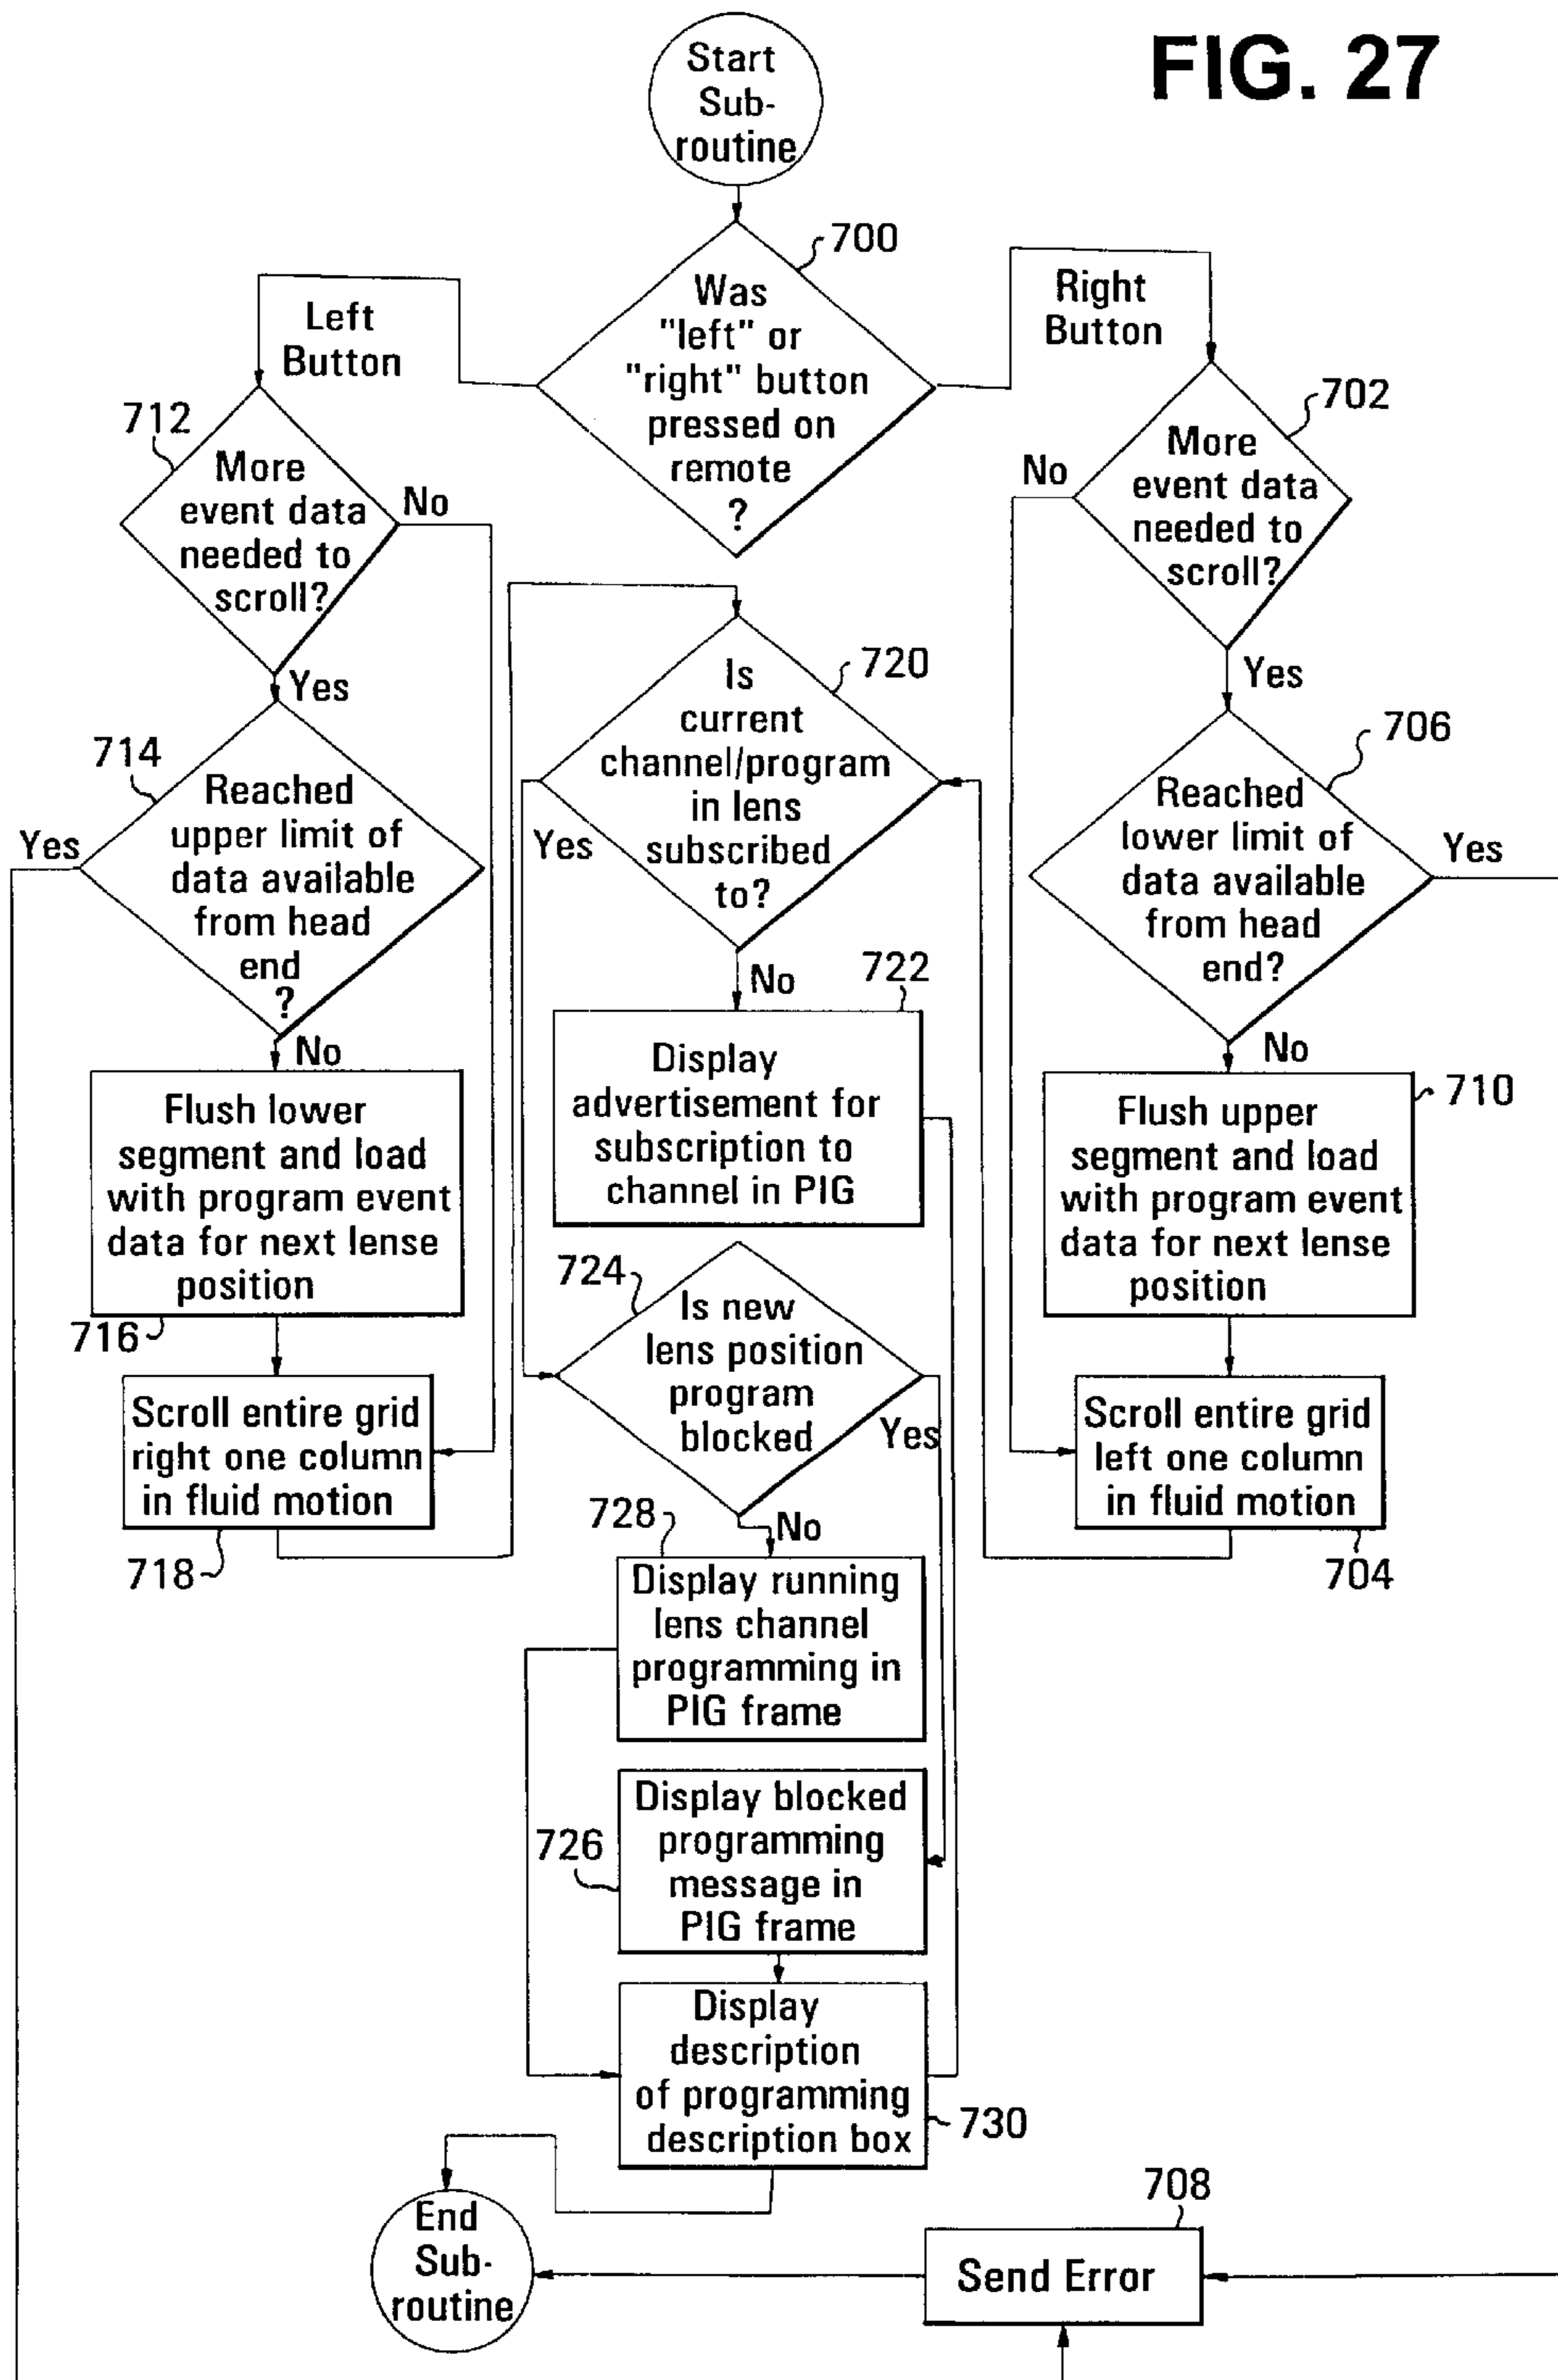 FIG. 27
Start
Sub-
routine
700
Was
"left" or
"right" button
pressed on
remote
?
Left
Button
Right
Button
712
More
event data
needed to
scroll?
No
Yes
702
More
event data
needed to
scroll?
No
Yes
714
Reached
upper limit of
data available
from head
end
?
Yes
No
720
Is
current
channel/program
in lens
subscribed
to?
Yes
No
706
Reached
lower limit of
data available
from head
end?
Yes
No
Flush lower
segment and load
with program event
data for next lense
position
716
722
Display
advertisement for
subscription to
channel in PIG
710
Flush upper
segment and load
with program event
data for next lense
position
724
Is new
lens position
program
blocked
Yes
No
Scroll entire grid
right one column
in fluid motion
718
Scroll entire grid
left one column
in fluid motion
704
728
Display running
lens channel
programming in
PIG frame
726
Display blocked
programming
message in
PIG frame
Display
description
of programming
description box
730
End
Sub-
routine
708
Send Error